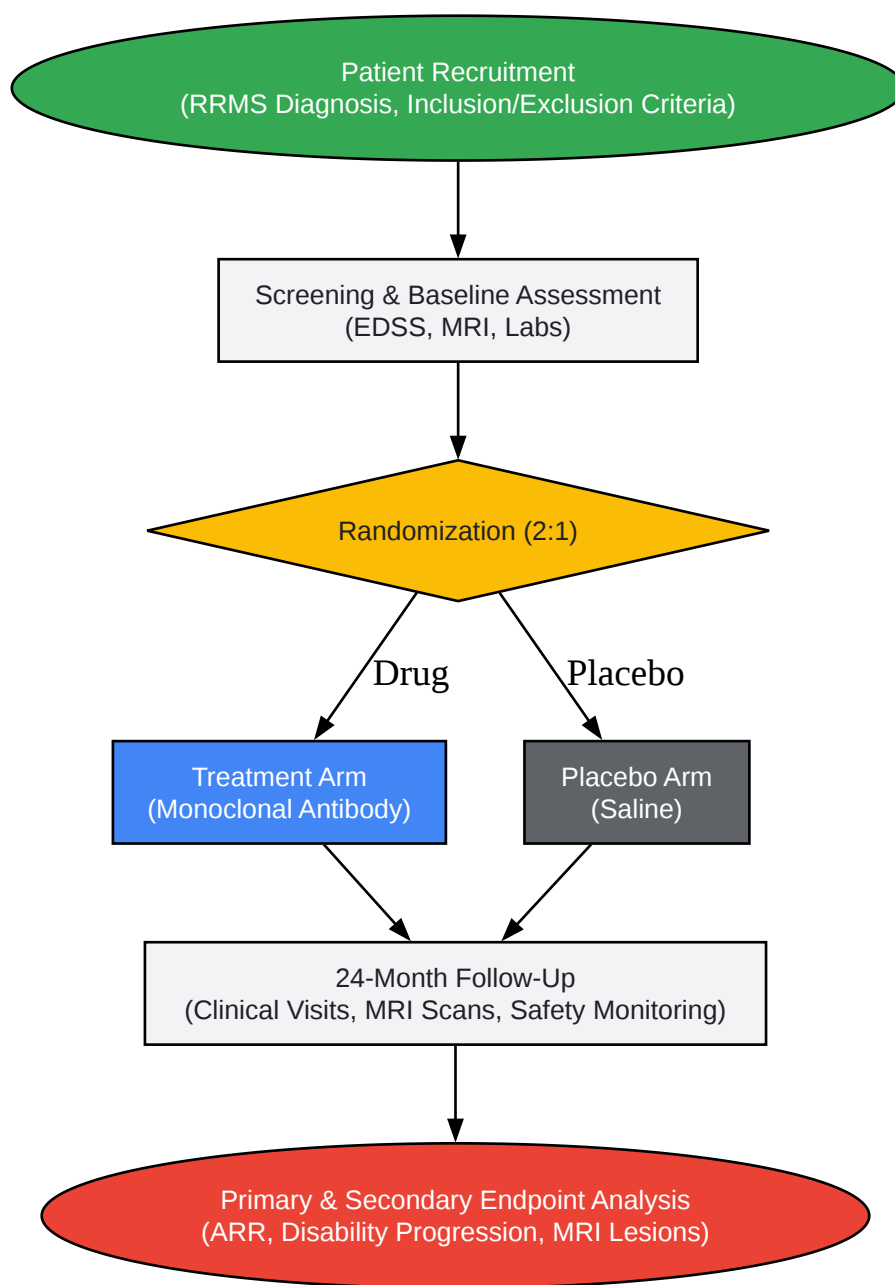 Patient Recruitment
(RRMS Diagnosis, Inclusion/Exclusion Criteria)
Screening & Baseline Assessment
(EDSS, MRI, Labs)
Randomization (2:1)
Drug
Placebo
Treatment Arm
(Monoclonal Antibody)
Placebo Arm
(Saline)
24-Month Follow-Up
(Clinical Visits, MRI Scans, Safety Monitoring)
Primary & Secondary Endpoint Analysis
(ARR, Disability Progression, MRI Lesions)